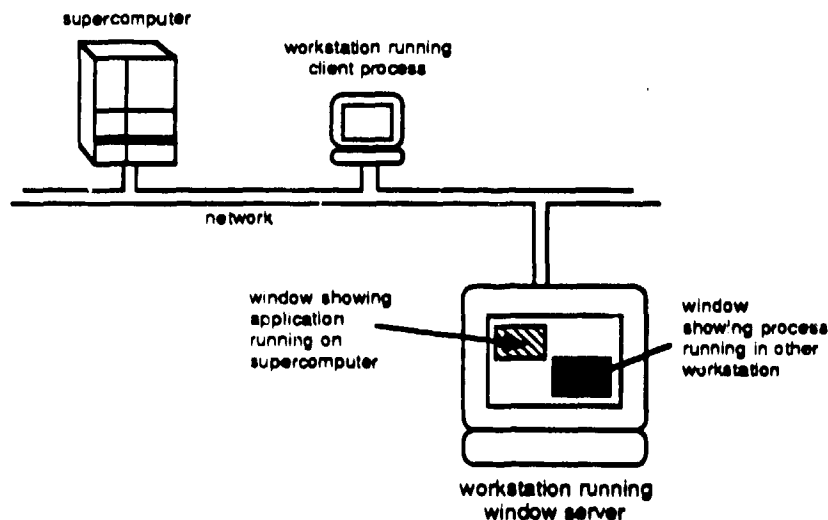 supercomputer
workstation running
client process
network
window showing
application
running on
supercomputer
window
showing process
running in other
workstation
workstation running
window server